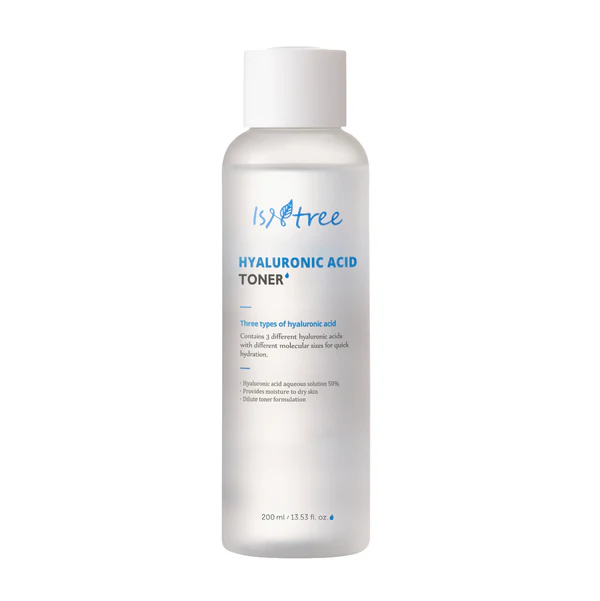 Isntree
HYALURONIC ACID
TONER
Three types of hyaluronic acid
Contains 3 different hyaluronic acids
with different molecular sizes for quick
hydration.
· Hyaluronic acid aqueous solution 50%
· Provides moisture to dry skin
· Dilute toner formulation
200 ml / 13.53 fl. oz.